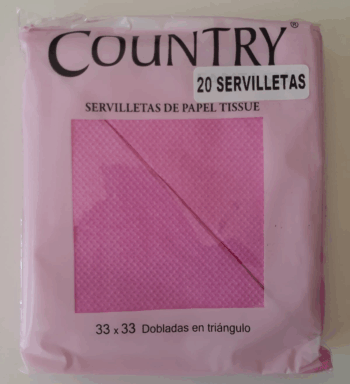 COUNTRY®
20 SERVILLETAS
SERVILLETAS DE PAPEL TISSUE
33 x 33 Dobladas en triángulo